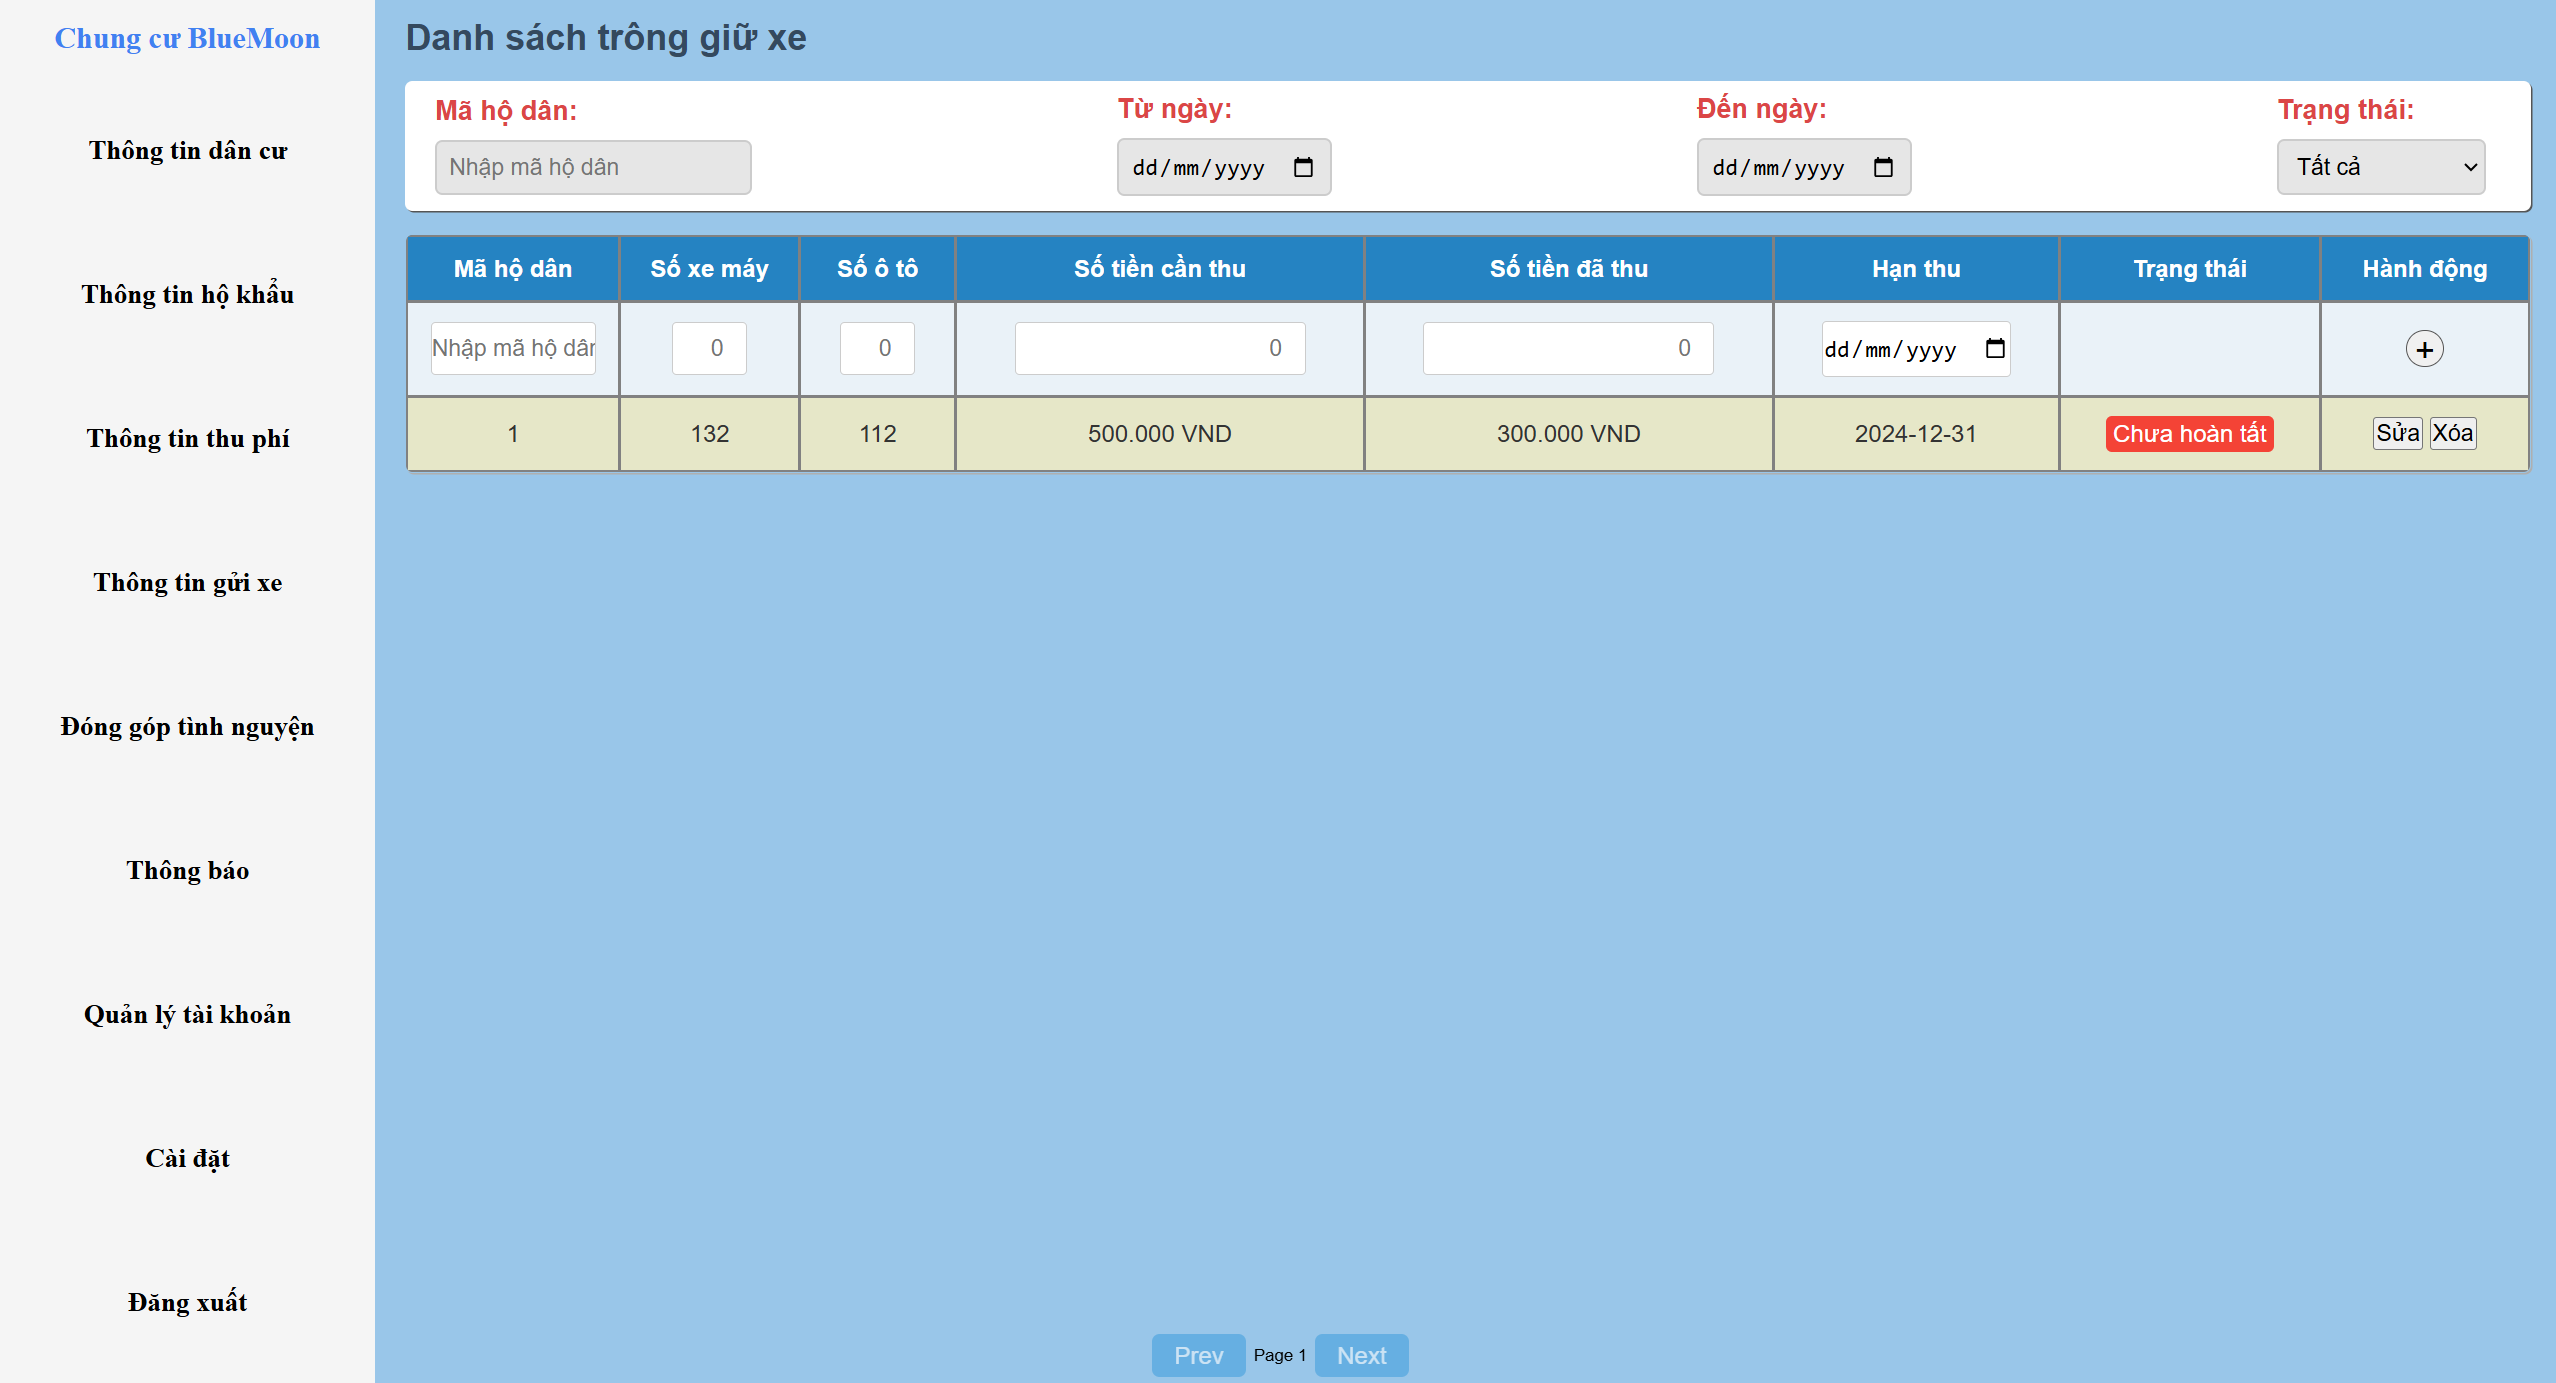 Chung cư BlueMoon
Thông tin dân cư
Thông tin hộ khẩu
Thông tin thu phí
Thông tin gửi xe
Đóng góp tình nguyện
Thông báo
Quản lý tài khoản
Cài đặt
Đăng xuất
Danh sách trông giữ xe
Mã hộ dân: Từ ngày: Đến ngày: Trạng thái:
Nhập mã hộ dân dd/mm/yyyy dd/mm/yyyy Tất cả
Mã hộ dân Số xe máy Số ô tô Số tiền cần thu Số tiền đã thu Hạn thu Trạng thái Hành động
Nhập mã hộ dân 0 0 0 0 dd/mm/yyyy +
1 132 112 500.000 VND 300.000 VND 2024-12-31 Chưa hoàn tất Sửa Xóa
Prev Page 1 Next